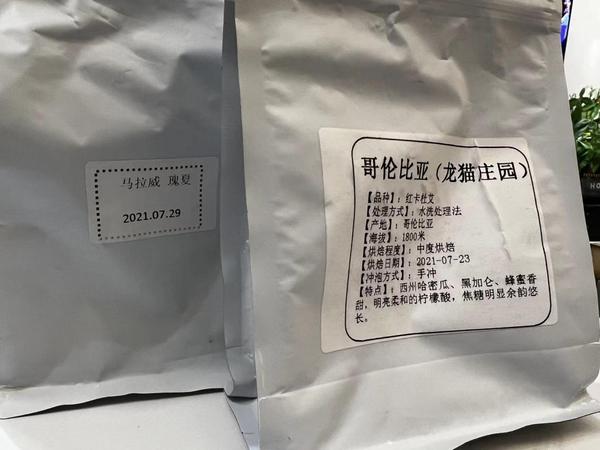 马拉威 瑰夏
2021.07.29
哥伦比亚(龙猫庄园)
【品种】:红卡杜艾
【处理方式】:水洗处理法
【产地】:哥伦比亚
【海拔】:1800米
【烘焙程度】:中度烘焙
【烘焙日期】:2021-07-23
【冲泡方式】:手冲
【特点】:西州哈密瓜、黑加仑、蜂蜜香
甜,明亮柔和的柠檬酸,焦糖明显余韵悠
长。